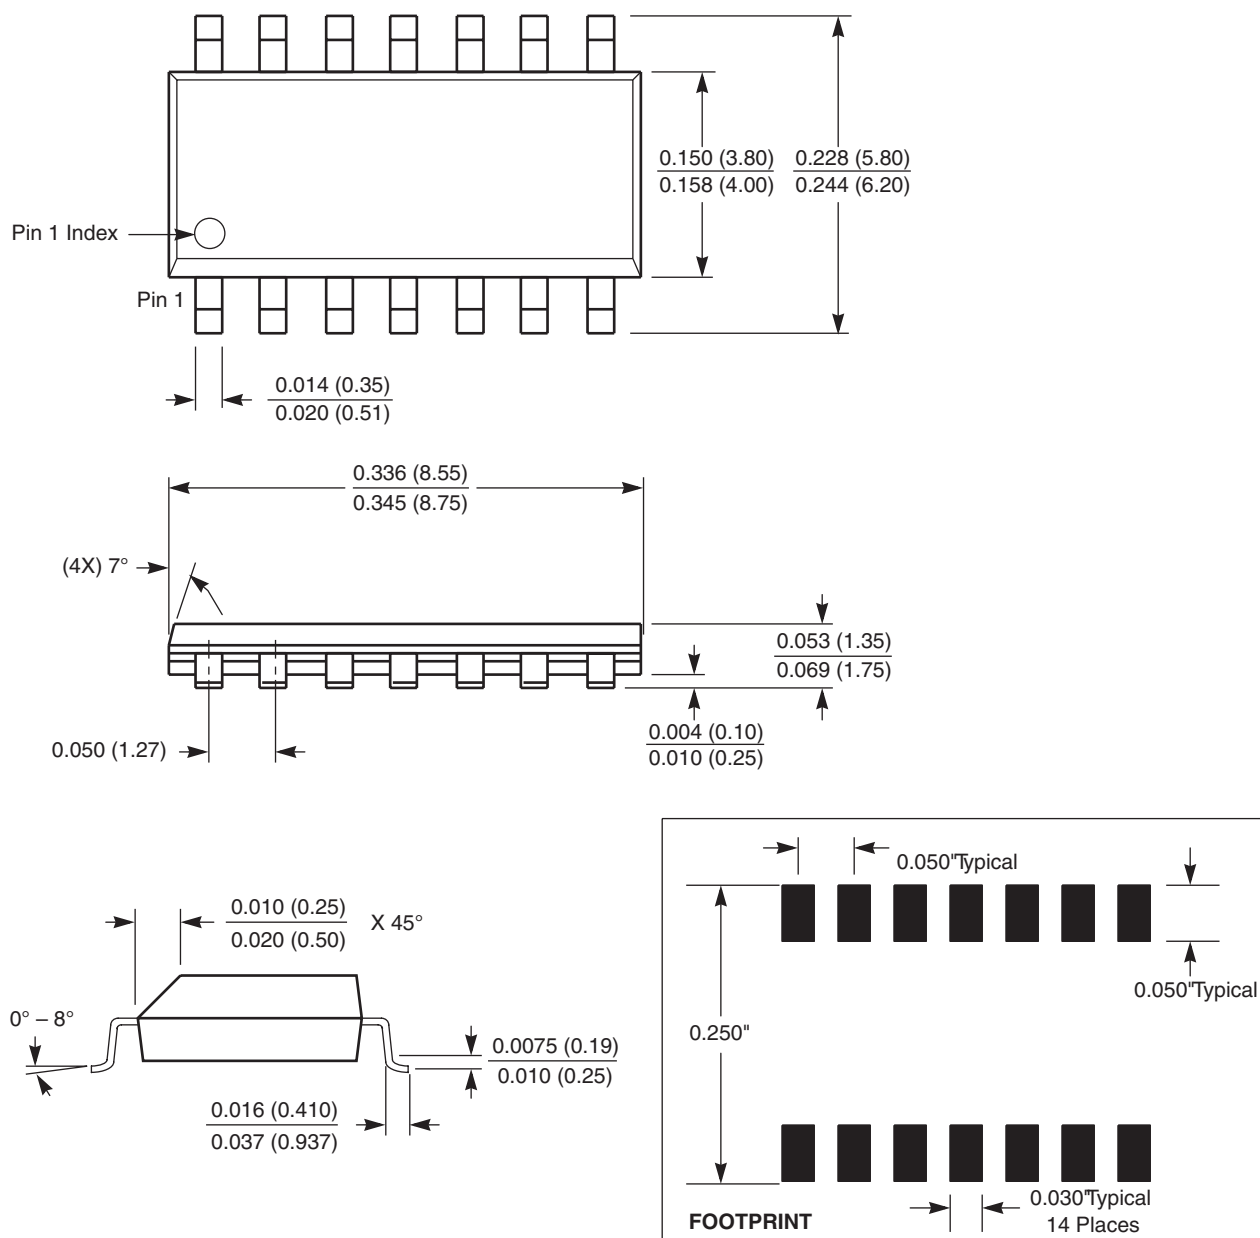 0.150 (3.80)
0.158 (4.00)
0.228 (5.80)
0.244 (6.20)
Pin 1 Index
Pin 1
0.014 (0.35)
0.020 (0.51)
0.336 (8.55)
0.345 (8.75)
(4X) 7°
0.053 (1.35)
0.069 (1.75)
0.004 (0.10)
0.010 (0.25)
0.050 (1.27)
0.010 (0.25)
0.020 (0.50)
X 45°
0° – 8°
0.0075 (0.19)
0.010 (0.25)
0.016 (0.410)
0.037 (0.937)
0.050"Typical
0.050"Typical
0.250"
0.030"Typical
14 Places
FOOTPRINT